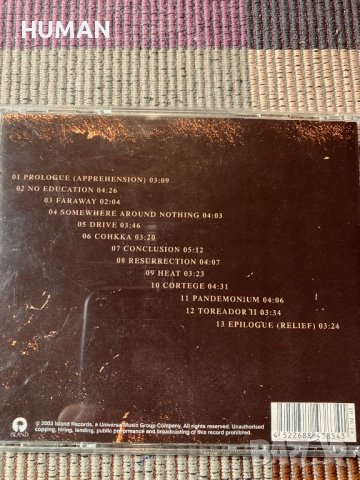 HUMAN
01 PROLOGUE (APPREHENSION) 03:09
02 NO EDUCATION 04:26
03 FARAWAY 02:04
04 SOMEWHERE AROUND NOTHING 04:03
05 DRIVE 03:46
06 COHKKA 03:20
07 CONCLUSION 05:12
08 RESURRECTION 04:07
09 HEAT 03:23
10 CORTÉGE 04:31
11 PANDEMONIUM 04:06
12 TOREADOR II 03:34
13 EPILOGUE (RELIEF) 03:24
ISLAND
℗ 2003 Island Records, a Universal Music Group Company. All Rights Reserved. Unauthorised
copying, hiring, lending, public performance and broadcasting of this record prohibited.